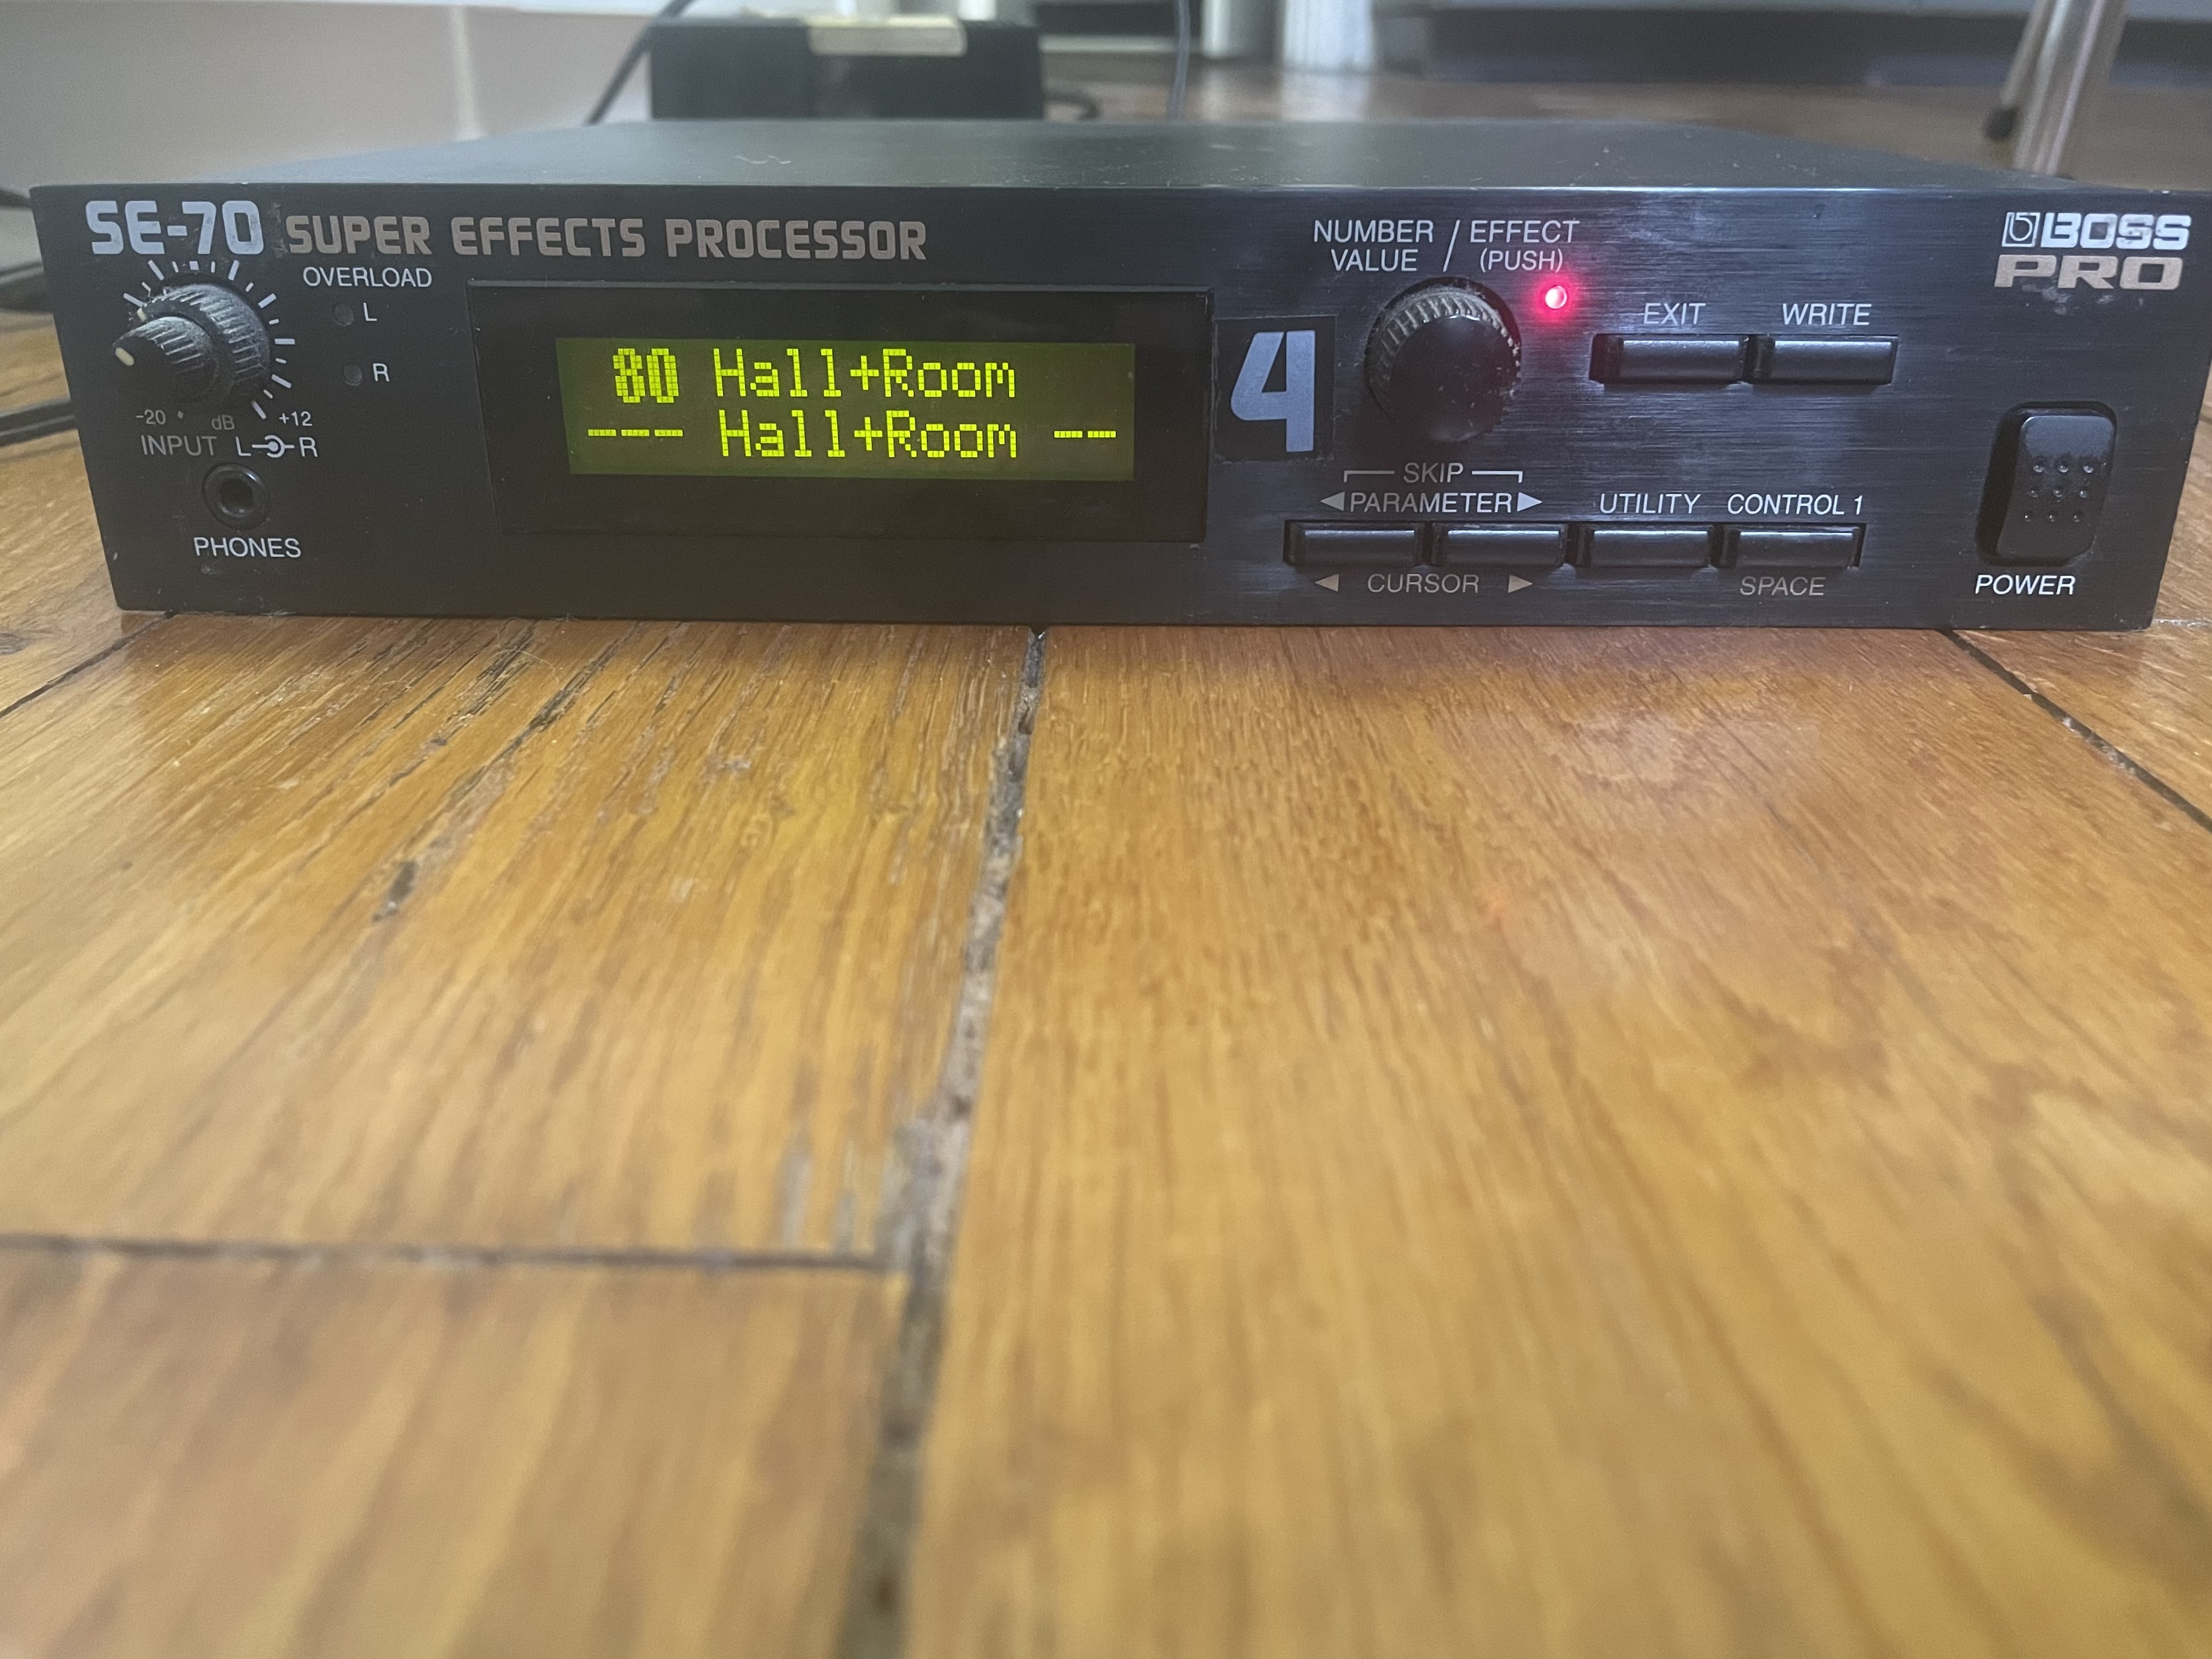 SE-70 SUPER EFFECTS PROCESSOR
OVERLOAD
L
R
-20 dB +12
INPUT L R
PHONES
80 Hall+Room
--- Hall+Room --
4
NUMBER / EFFECT
VALUE (PUSH)
EXIT WRITE
SKIP
◀PARAMETER▶ UTILITY CONTROL 1
◀ CURSOR ▶ SPACE
BOSS
PRO
POWER